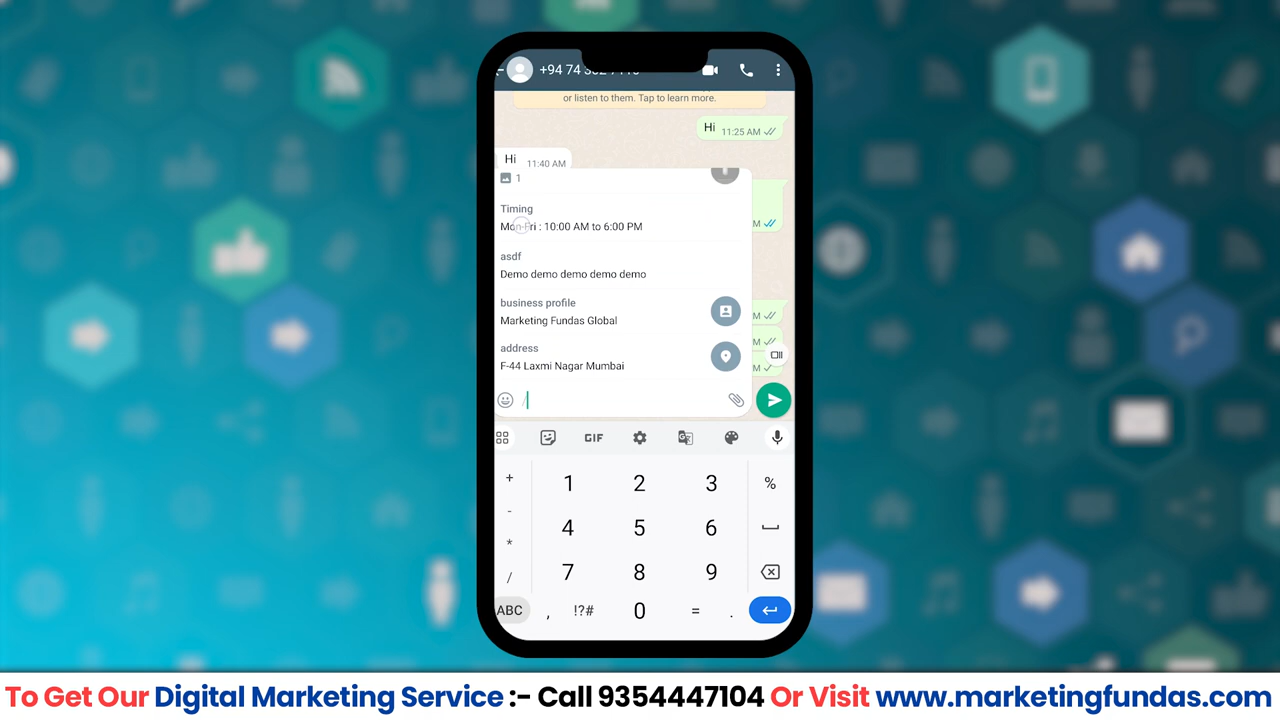 +94 74
or listen to them. Tap to learn more.
Hi 11:25 AM
Hi 11:40 AM
1
Timing
Mon-Fri : 10:00 AM to 6:00 PM
asdf
Demo demo demo demo demo
business profile
Marketing Fundas Global
M
address
F-44 Laxmi Nagar Mumbai
M
M
/
GIF
+ 1 2 3 %
- 4 5 6
*
7 8 9
/
ABC , !?# 0 = .
To Get Our Digital Marketing Service :- Call 9354447104 Or Visit www.marketingfundas.com